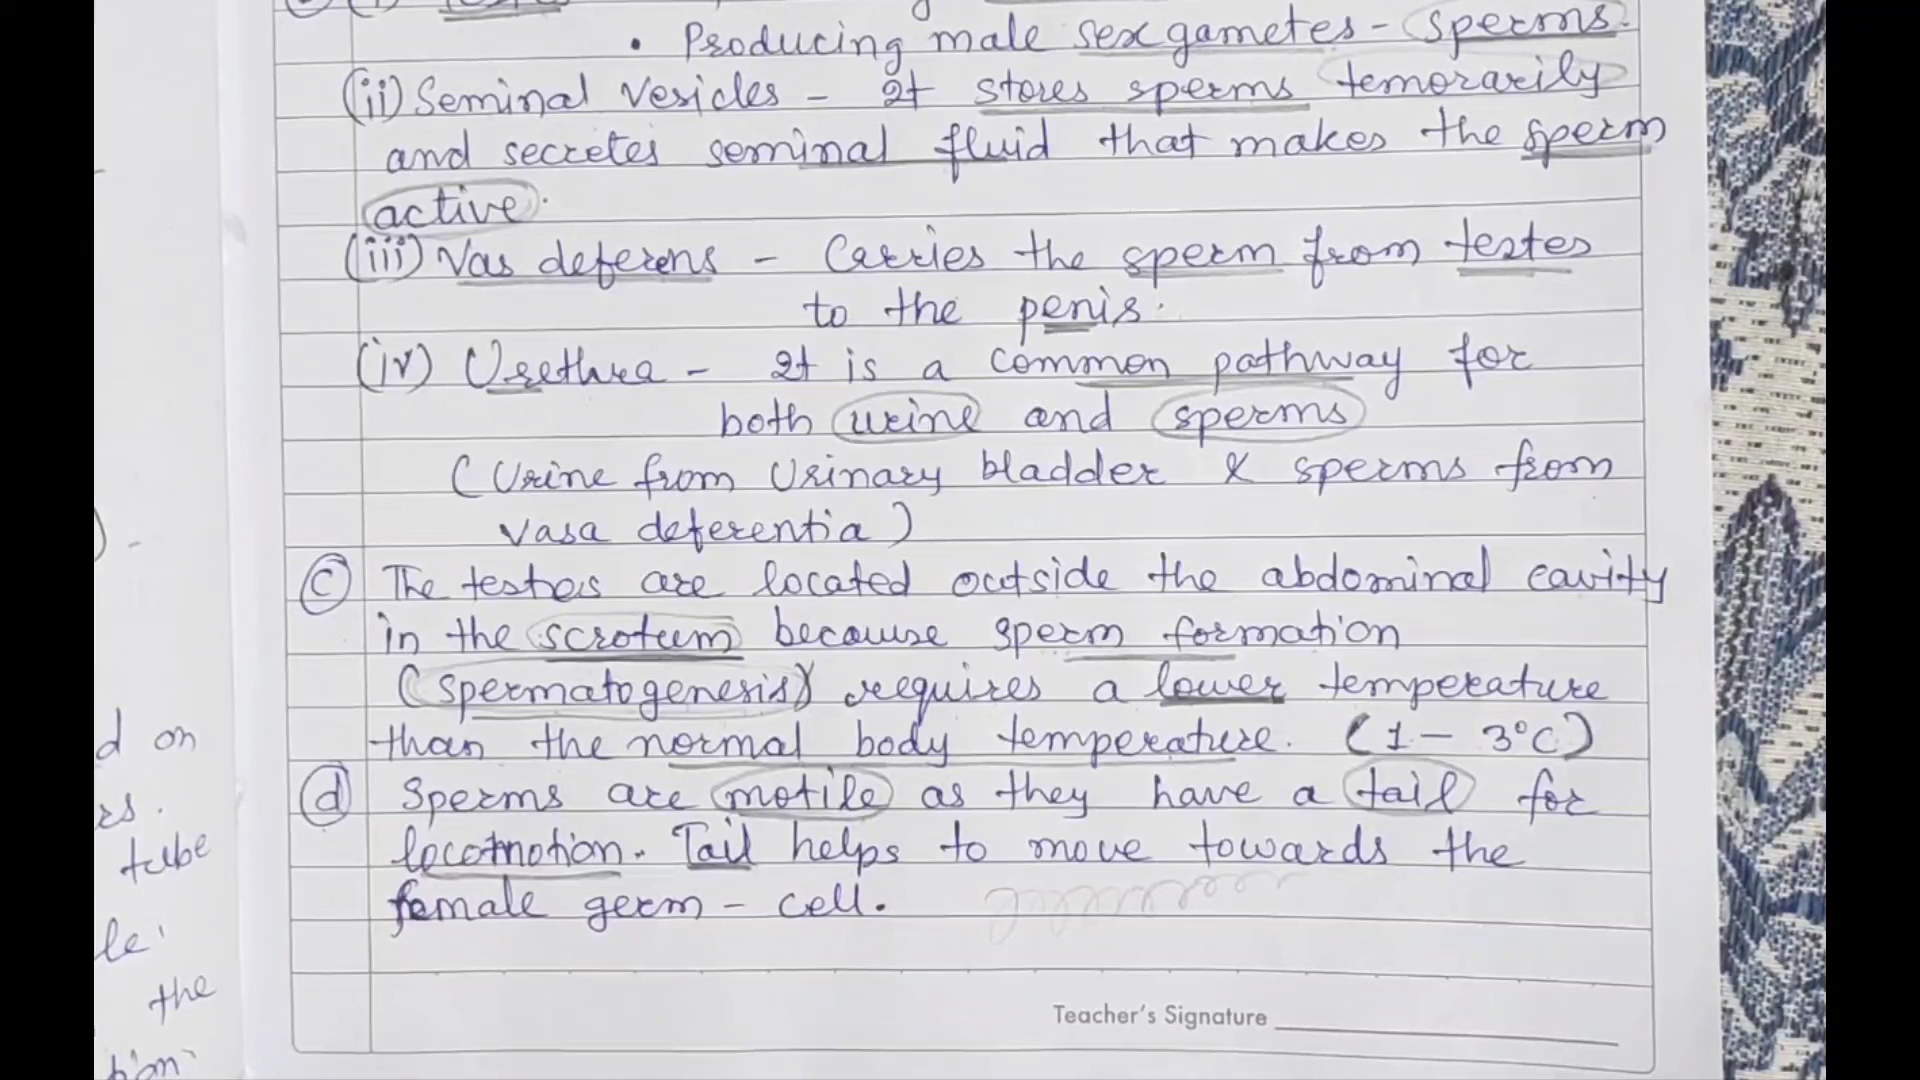 • Producing male sex gametes - sperms.
(ii) Seminal Vesicles - It stores sperms temorarily
and secretes seminal fluid that makes the sperm
active.
(iii) Vas deferens - Carries the sperm from testes
to the penis.
(iv) Urethra - It is a common pathway for
both urine and sperms
(Urine from Urinary bladder & sperms from
vasa deferentia)
(c) The testes are located outside the abdominal cavity
in the scrotum because sperm formation
(spermatogenesis) requires a lower temperature
than the normal body temperature. (1 - 3°C)
(d) Sperms are motile as they have a tail for
locomotion. Tail helps to move towards the
female germ - cell.
Teacher's Signature
d on
rs.
tube
le.
the